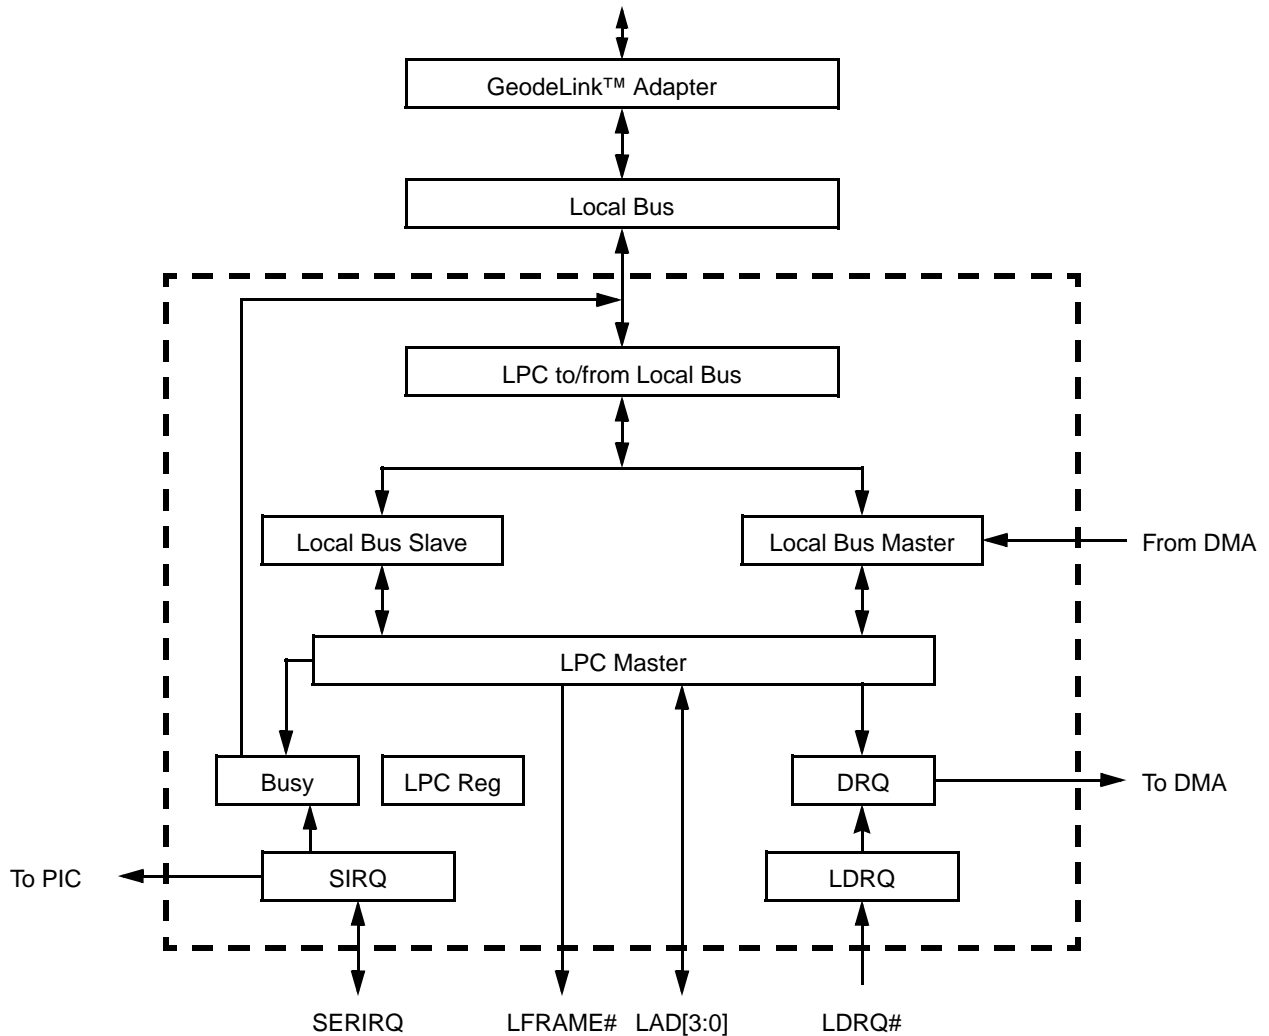 GeodeLink™ Adapter
Local Bus
LPC to/from Local Bus
Local Bus Slave
Local Bus Master
From DMA
LPC Master
Busy
LPC Reg
DRQ
To DMA
To PIC
SIRQ
LDRQ
SERIRQ
LFRAME#
LAD[3:0]
LDRQ#